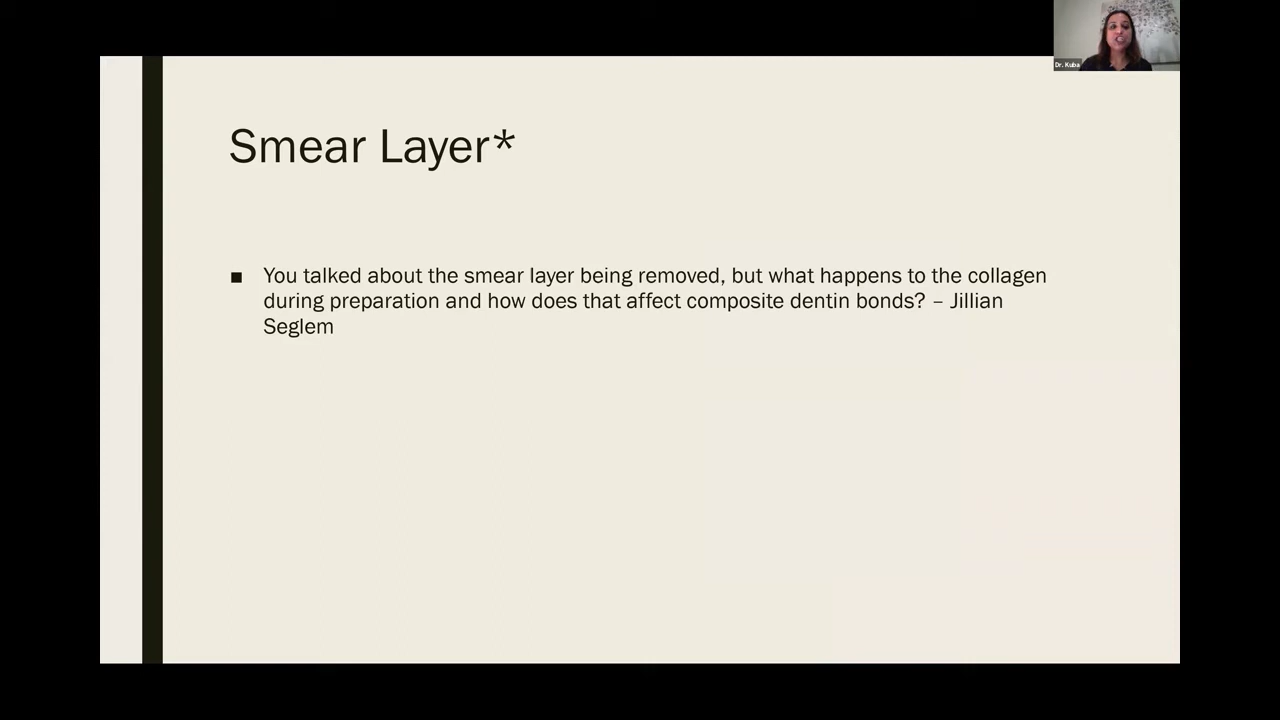 Dr. Kuba
Smear Layer*
■ You talked about the smear layer being removed, but what happens to the collagen
during preparation and how does that affect composite dentin bonds? – Jillian
Seglem